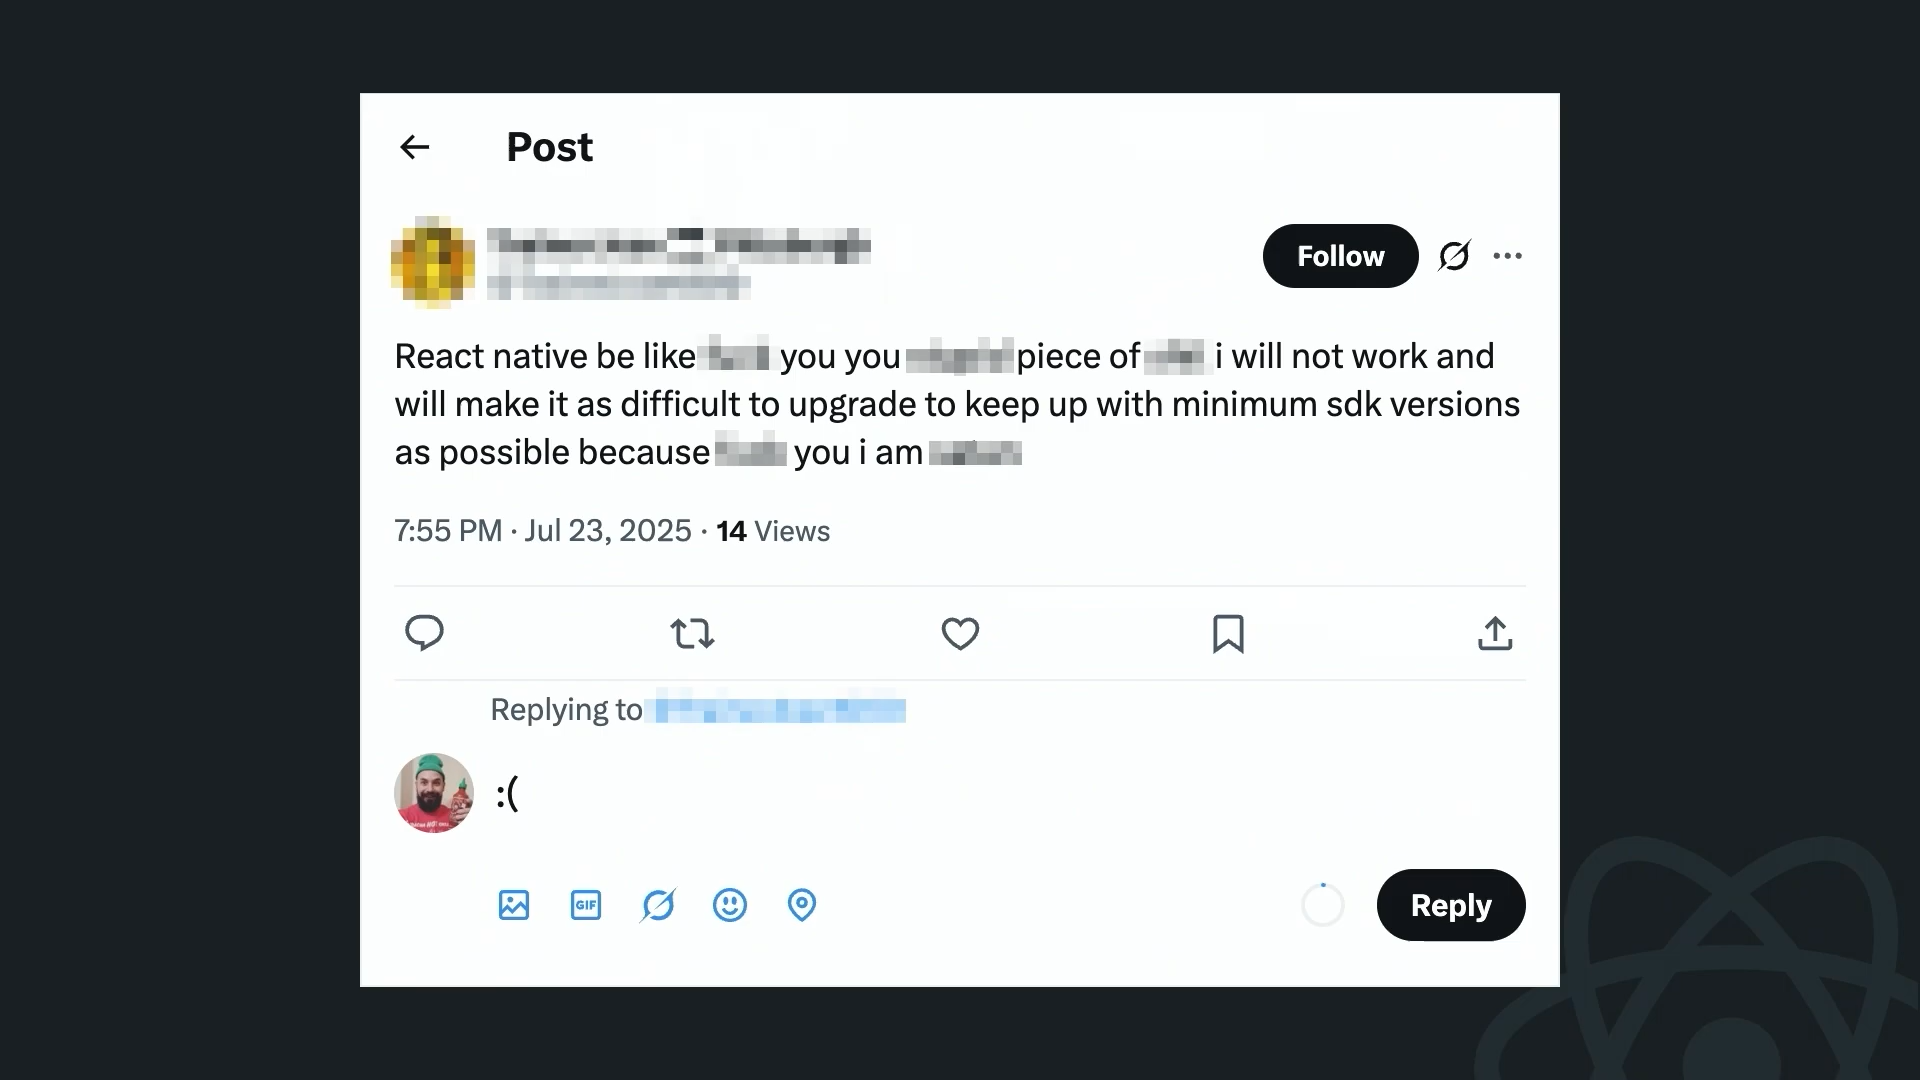 Post
Follow
React native be like you you piece of i will not work and
will make it as difficult to upgrade to keep up with minimum sdk versions
as possible because you i am
7:55 PM · Jul 23, 2025 · 14 Views
Replying to
:(
GIF
Reply